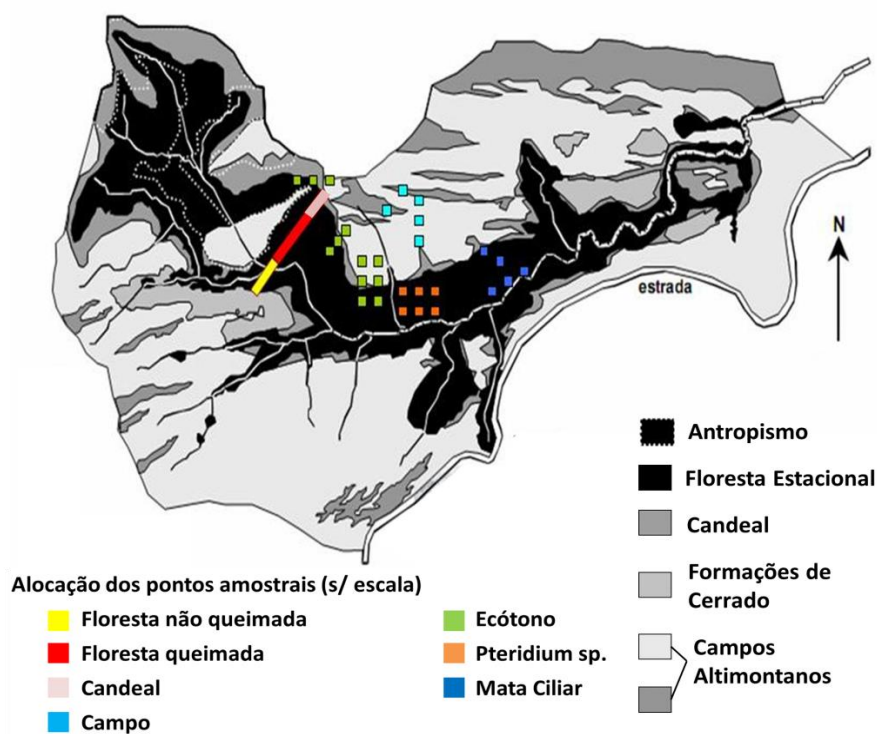 N
estrada
Antropismo
Floresta Estacional
Candeal
Formações de
Cerrado
Campos
Altimontanos
Alocação dos pontos amostrais (s/ escala)
Floresta não queimada
Floresta queimada
Candeal
Campo
Ecótono
Pteridium sp.
Mata Ciliar